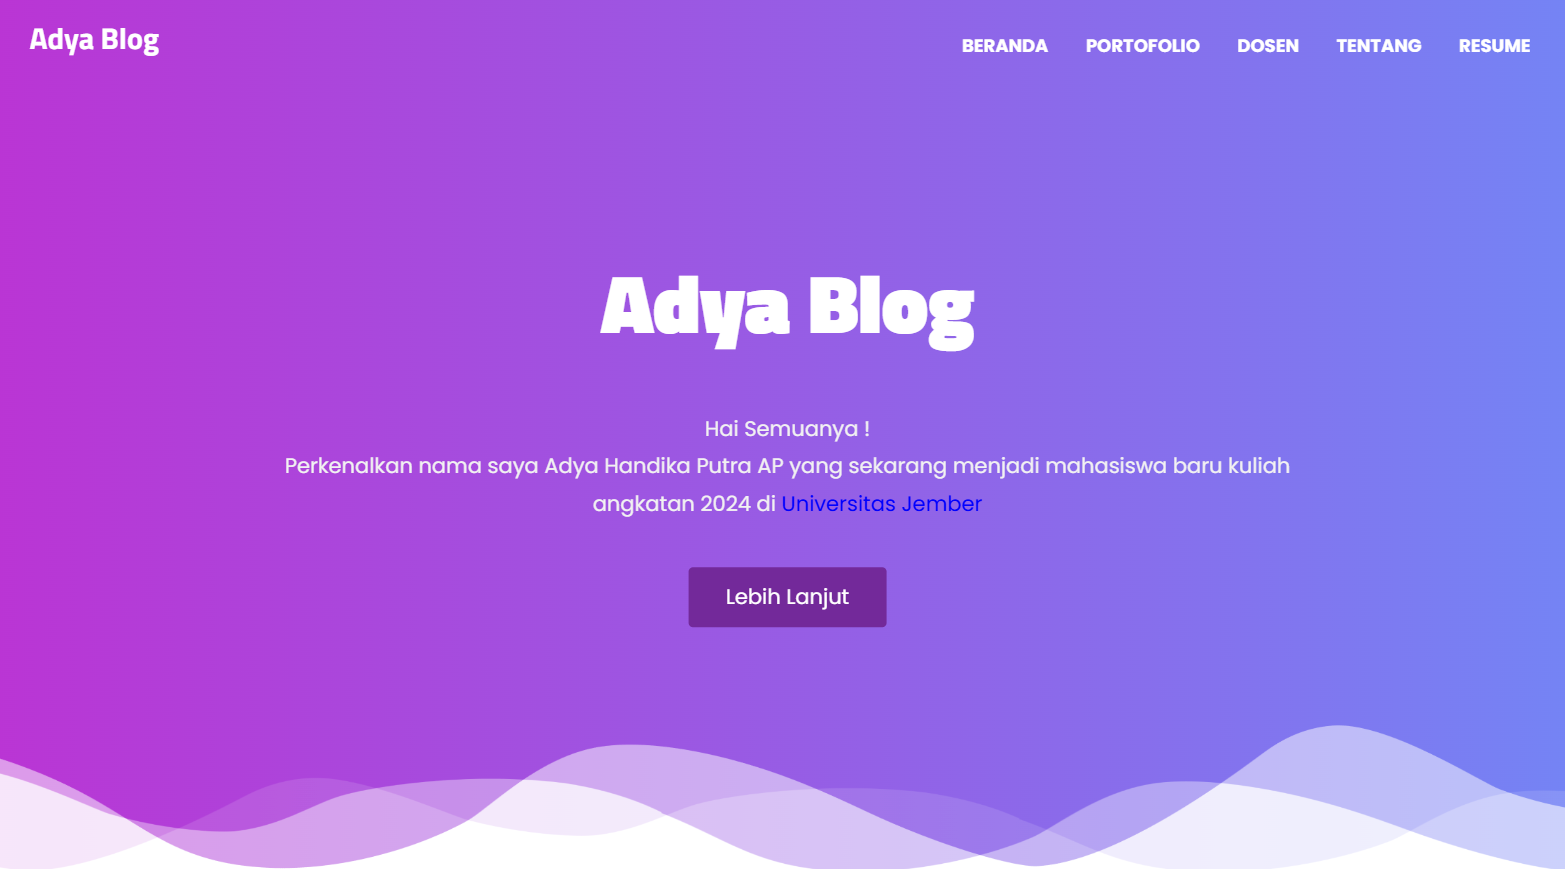 Adya Blog
BERANDA PORTOFOLIO DOSEN TENTANG RESUME
Adya Blog
Hai Semuanya !
Perkenalkan nama saya Adya Handika Putra AP yang sekarang menjadi mahasiswa baru kuliah
angkatan 2024 di Universitas Jember
Lebih Lanjut